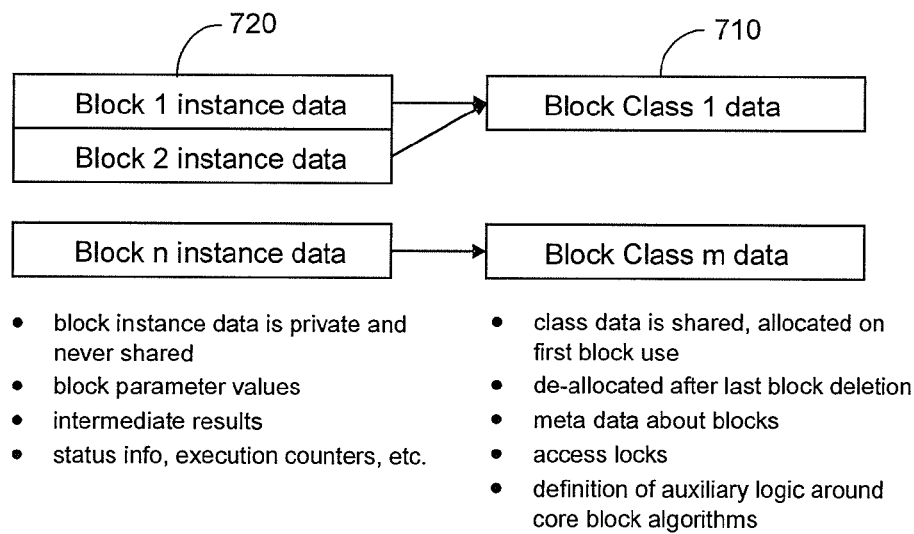 720
710
Block 1 instance data
Block Class 1 data
Block 2 instance data
Block n instance data
Block Class m data
• block instance data is private and
never shared
• block parameter values
• intermediate results
• status info, execution counters, etc.
• class data is shared, allocated on
first block use
• de-allocated after last block deletion
• meta data about blocks
• access locks
• definition of auxiliary logic around
core block algorithms